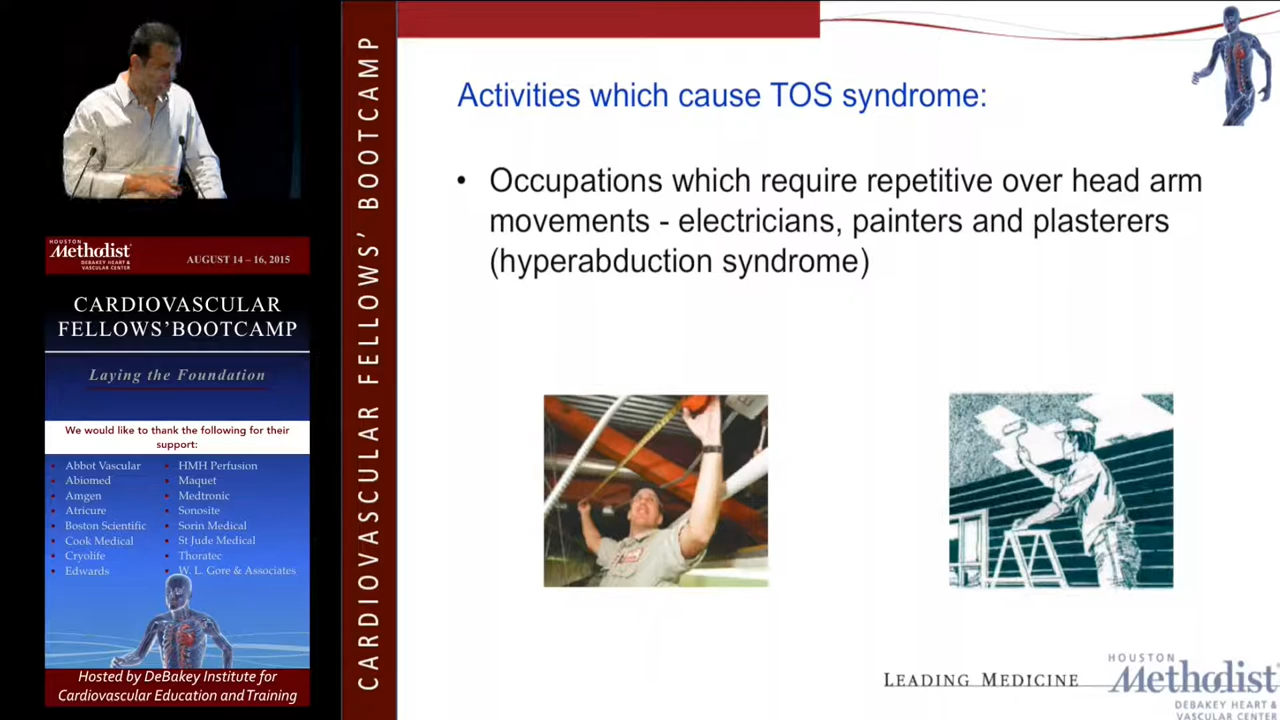 HOUSTON
Methodist
DEBAKEY HEART &
VASCULAR CENTER
AUGUST 14 – 16, 2015
CARDIOVASCULAR
FELLOWS’BOOTCAMP
Laying the Foundation
We would like to thank the following for their
support:
Abbot Vascular
Abiomed
Amgen
Atricure
Boston Scientific
Cook Medical
Cryolife
Edwards
HMH Perfusion
Maquet
Medtronic
Sonosite
Sorin Medical
St Jude Medical
Thoratec
W. L. Gore & Associates
Hosted by DeBakey Institute for
Cardiovascular Education and Training
CARDIOVASCULAR FELLOWS’ BOOTCAMP
Activities which cause TOS syndrome:
• Occupations which require repetitive over head arm
movements - electricians, painters and plasterers
(hyperabduction syndrome)
LEADING MEDICINE
HOUSTON
Methodist
DEBAKEY HEART &
VASCULAR CENTER